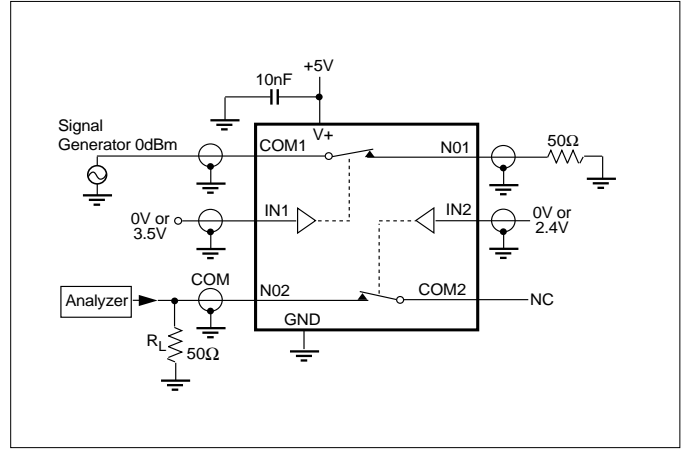 +5V
10nF
V+
Signal
Generator 0dBm
COM1
N01
50Ω
0V or
3.5V
IN1
IN2
0V or
2.4V
Analyzer
COM
N02
COM2
NC
GND
RL
50Ω